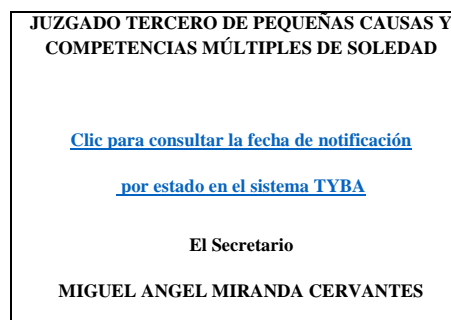 JUZGADO TERCERO DE PEQUEÑAS CAUSAS Y
COMPETENCIAS MÚLTIPLES DE SOLEDAD
Clic para consultar la fecha de notificación
por estado en el sistema TYBA
El Secretario
MIGUEL ANGEL MIRANDA CERVANTES